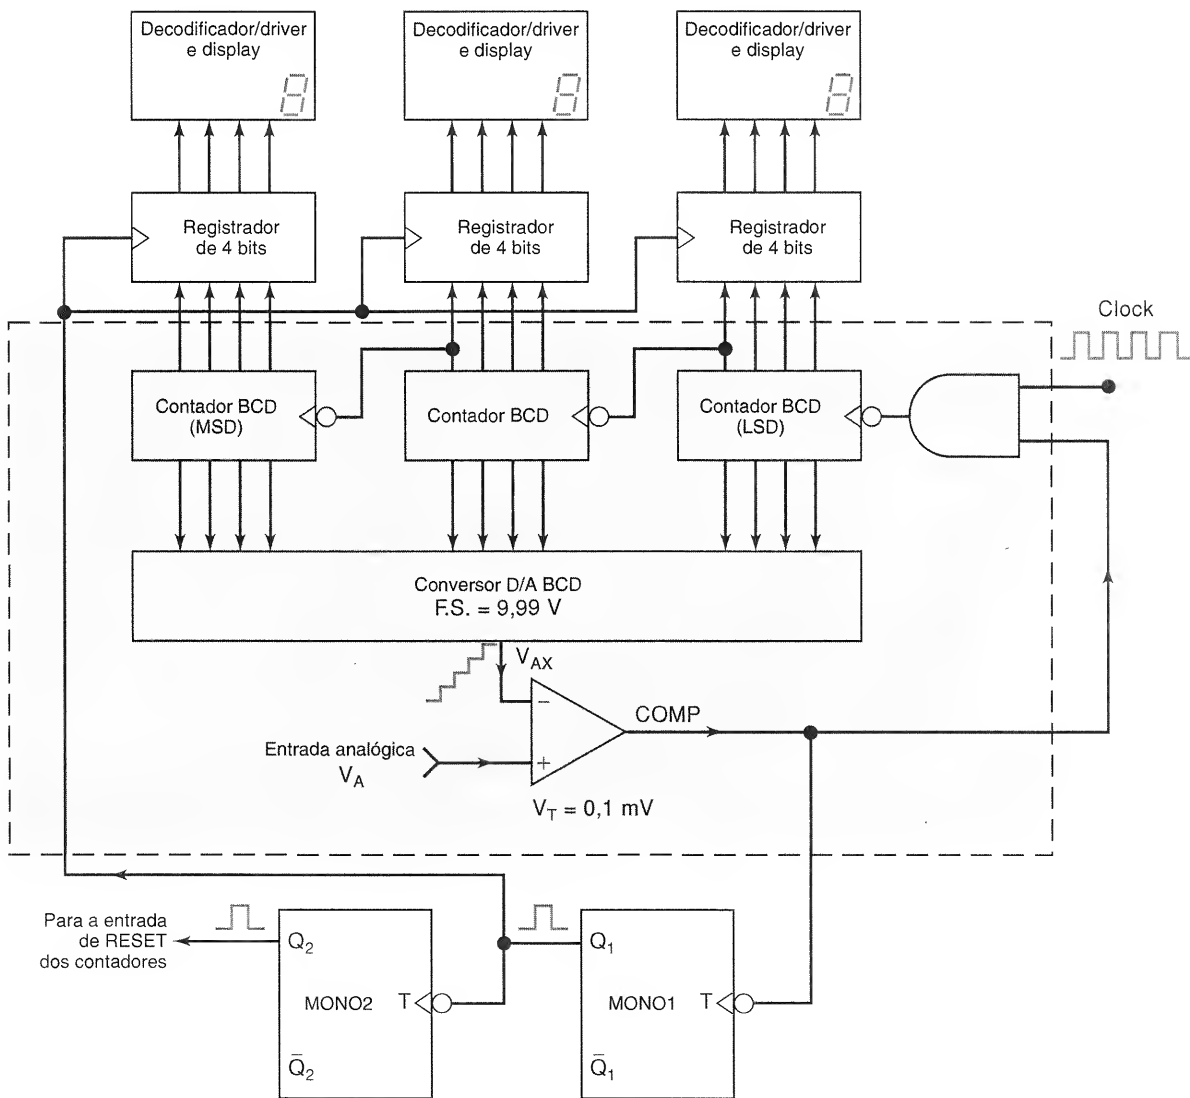 Decodificador/driver
e display
Decodificador/driver
e display
Decodificador/driver
e display
Registrador
de 4 bits
Registrador
de 4 bits
Registrador
de 4 bits
Clock
Contador BCD
(MSD)
Contador BCD
Contador BCD
(LSD)
Conversor D/A BCD
F.S. = 9,99 V
V_AX
COMP
Entrada analógica
V_A
−
+
V_T = 0,1 mV
Para a entrada
de RESET
dos contadores
Q_2
MONO2
T
Q̅_2
Q_1
MONO1
T
Q̅_1